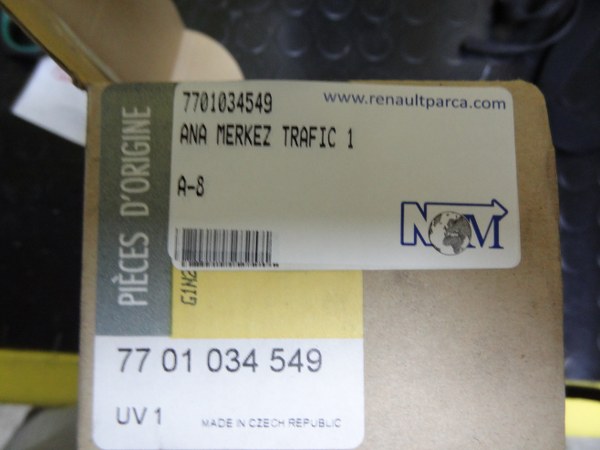 7701034549
www.renaultparca.com
ANA MERKEZ TRAFIC 1
A-8
NOM
PIÈCES D'ORIGINE
77 01 034 549
UV 1
MADE IN CZECH REPUBLIC